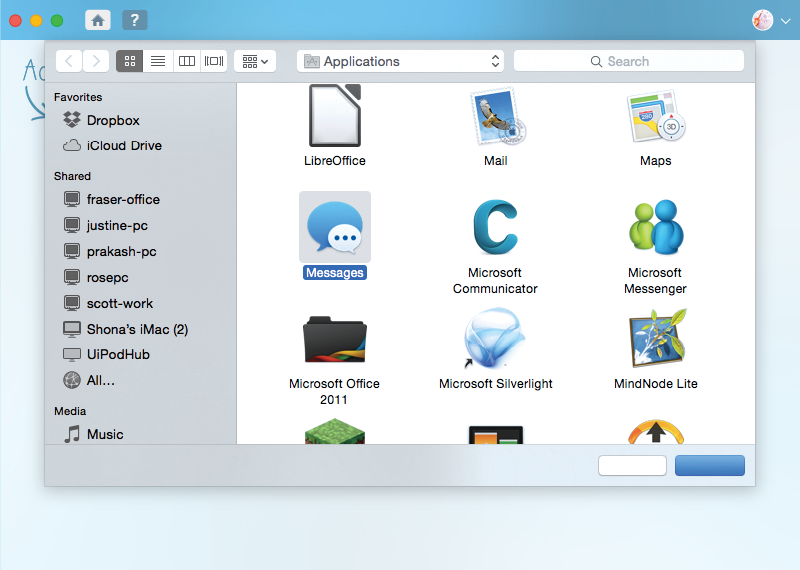 ?
Applications
Search
Favorites
Dropbox
iCloud Drive
Shared
fraser-office
justine-pc
prakash-pc
rosepc
scott-work
Shona's iMac (2)
UiPodHub
All...
Media
Music
LibreOffice
Mail
280
3D
Maps
Messages
C
Microsoft
Communicator
Microsoft
Messenger
Microsoft Office
2011
Microsoft Silverlight
MindNode Lite